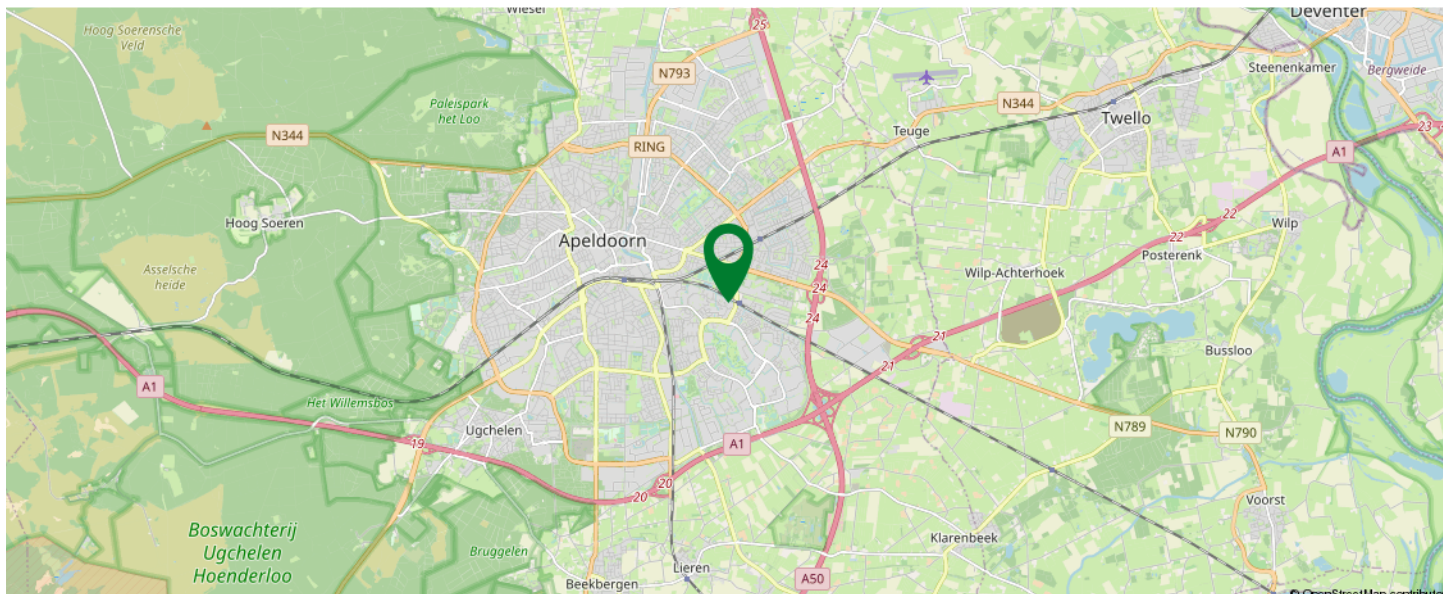 Wiesel
25
Deventer
Hoog Soerensche
Veld
N793
Steenenkamer
Bergweide
Paleispark
het Loo
N344
Teuge
Twello
N344
RING
23
A1
Hoog Soeren
22
Wilp
22
Apeldoorn
Posterenk
Asselsche
heide
24
Wilp-Achterhoek
24
24
21
21
Bussloo
A1
Het Willemsbos
Ugchelen
19
A1
N789
N790
20
20
Voorst
Boswachterij
Ugchelen
Hoenderloo
Bruggelen
Klarenbeek
Lieren
Beekbergen
A50
© OpenStreetMap contribute